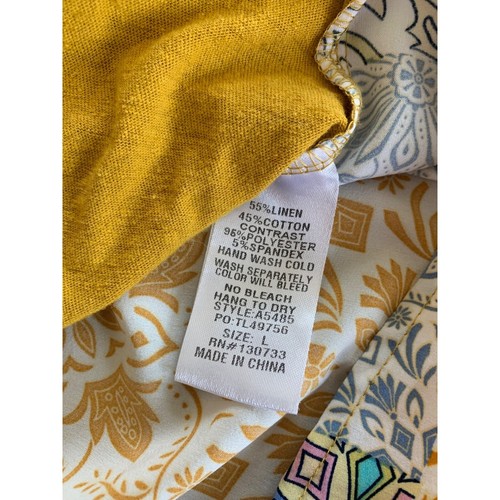 55%LINEN
45%COTTON
CONTRAST
95%POLYESTER
5%SPANDEX
HAND WASH COLD
WASH SEPARATELY
COLOR WILL BLEED
NO BLEACH
HANG TO DRY
STYLE:A5485
PO:TL49756
SIZE: L
RN#130733
MADE IN CHINA